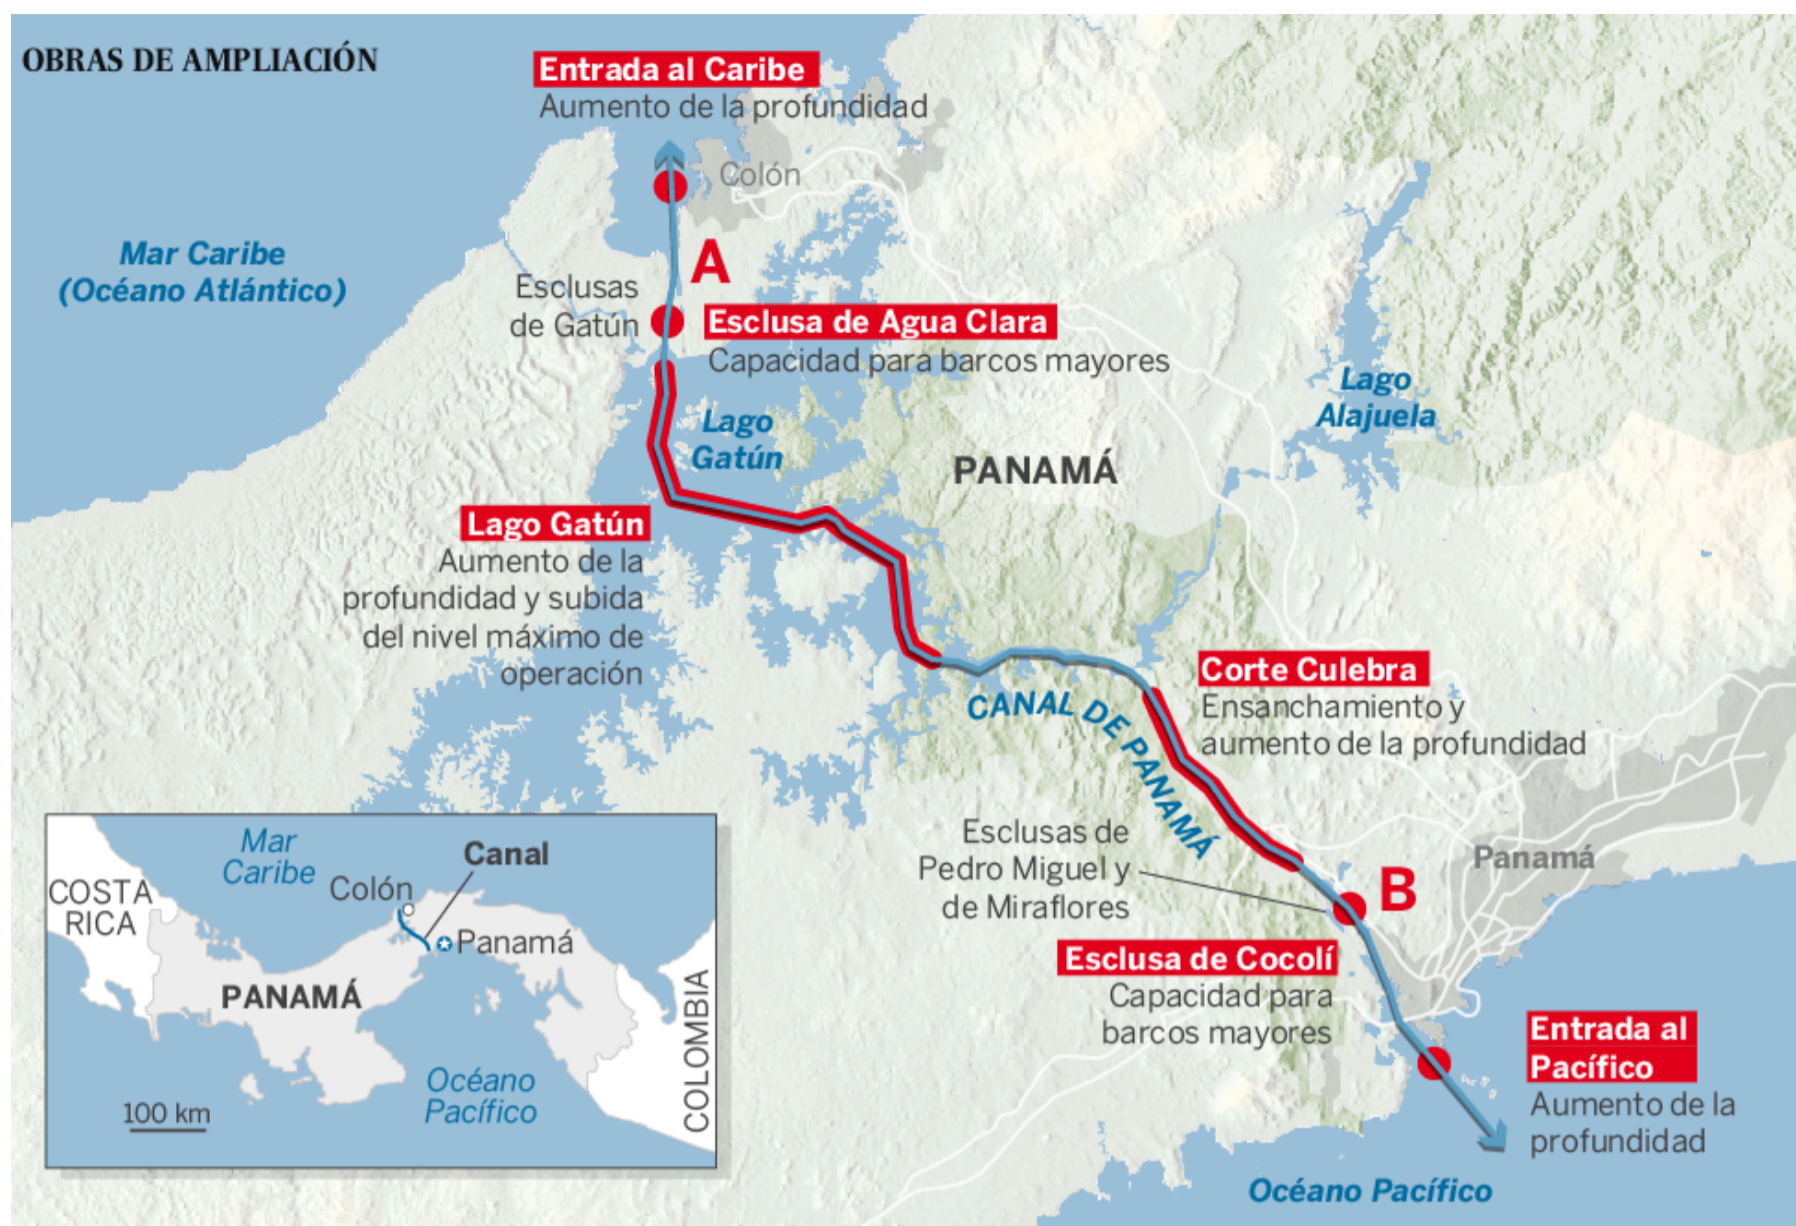 OBRAS DE AMPLIACIÓN
Entrada al Caribe
Aumento de la profundidad
Colón
Mar Caribe
(Océano Atlántico)
A
Esclusas
de Gatún
Esclusa de Agua Clara
Capacidad para barcos mayores
Lago
Alajuela
Lago
Gatún
PANAMÁ
Lago Gatún
Aumento de la
profundidad y subida
del nivel máximo de
operación
CANAL DE PANAMÁ
Corte Culebra
Ensanchamiento y
aumento de la profundidad
Esclusas de
Pedro Miguel y
de Miraflores
B
Panamá
Esclusa de Cocolí
Capacidad para
barcos mayores
Entrada al
Pacífico
Aumento de la
profundidad
Océano Pacífico
Mar
Caribe
Canal
COSTA
RICA
Colón
Panamá
PANAMÁ
COLOMBIA
Océano
Pacífico
100 km